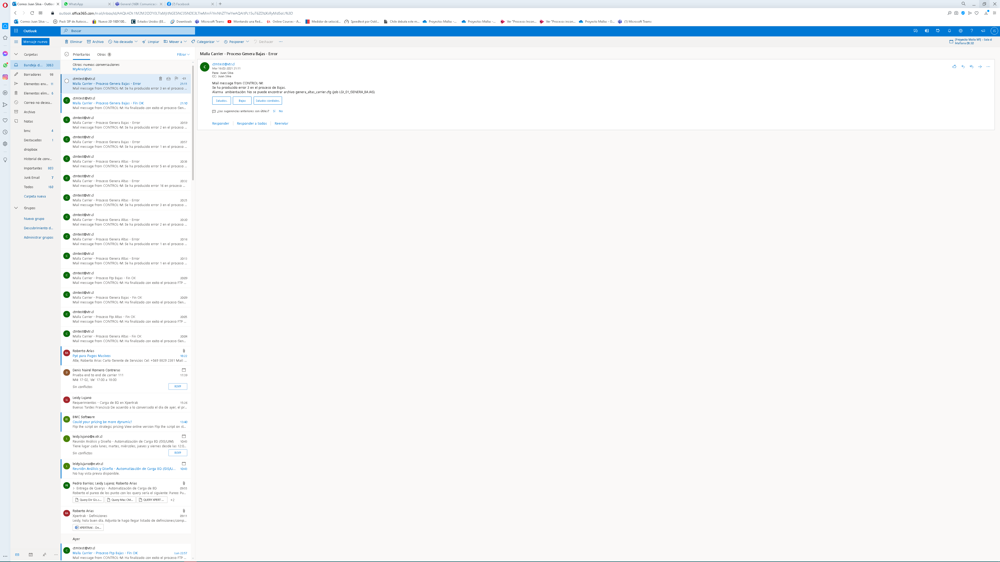 Correo: Juan Silva - Outlook
WhatsApp
General (160K Comunicaci
(7) Facebook
outlook.office365.com/mail/inbox/id/
Correo: Juan Silva -...
Pack SIP de Autoco...
Nuevo 20-180X100...
Estados Unidos (EE...
Downloads
Microsoft Teams
Montando una Red...
Online Courses - A...
Medidor de velocid...
Speedtest por Ookl...
Chile debuta este m...
Proyectos Mallas -...
Proyectos Mallas -...
Ver "Procesos Incon...
Ver "Procesos incon...
Proyecto Mallas - O...
(1) Microsoft Teams
Outlook
Buscar
JS
Mensaje nuevo
Eliminar
Archivo
No deseado
Limpiar
Mover a
Categorizar
Posponer
Deshacer
[Proyecto Malla M1] - Sala d
Mañana 08:30
Carpetas
Bandeja d... 3063
Borradores 98
Elementos env... 11
Elementos elim... 6
Correo no desea...
Archivo
Notas
bmc 4
Destacados 1
dropbox
Historial de conv...
Importantes 803
Junk Email 7
Todos 160
Carpeta nueva
Grupos
Nuevo grupo
Descubrimiento d...
Administrar grupos
Prioritarios
Otros 1
Filtrar
Otros: nuevas conversaciones
MyAnalytics
ctmtest@vtr.cl
Malla Carrier - Proceso Genera Bajas - Error 21:11
Mail message from CONTROL-M: Se ha producido error 3 en el proceso ...
C
ctmtest@vtr.cl
Malla Carrier - Proceso Genera Bajas - Fin OK 21:10
Mail message from CONTROL-M: Ha finalizado con exito el proceso Gen...
C
ctmtest@vtr.cl
Malla Carrier - Proceso Genera Bajas - Error 20:59
Mail message from CONTROL-M: Se ha producido error 2 en el proceso ...
C
ctmtest@vtr.cl
Malla Carrier - Proceso Genera Bajas - Error 20:57
Mail message from CONTROL-M: Se ha producido error 1 en el proceso ...
C
ctmtest@vtr.cl
Malla Carrier - Proceso Genera Altas - Error 20:38
Mail message from CONTROL-M: Se ha producido error 5 en el proceso ...
C
ctmtest@vtr.cl
Malla Carrier - Proceso Genera Altas - Error 20:32
Mail message from CONTROL-M: Se ha producido error 16 en proceso ...
C
ctmtest@vtr.cl
Malla Carrier - Proceso Genera Altas - Error 20:25
Mail message from CONTROL-M: Se ha producido error 3 en el proceso ...
C
ctmtest@vtr.cl
Malla Carrier - Proceso Genera Altas - Error 20:20
Mail message from CONTROL-M: Se ha producido error 2 en el proceso ...
C
ctmtest@vtr.cl
Malla Carrier - Proceso Genera Altas - Error 20:16
Mail message from CONTROL-M: Se ha producido error 1 en el proceso ...
C
ctmtest@vtr.cl
Malla Carrier - Proceso Genera Altas - Error 20:13
Mail message from CONTROL-M: Se ha producido error 1 en el proceso ...
C
ctmtest@vtr.cl
Malla Carrier - Proceso Ftp Bajas - Fin OK 20:09
Mail message from CONTROL-M: Ha finalizado con exito el proceso FTP ...
C
ctmtest@vtr.cl
Malla Carrier - Proceso Genera Bajas - Fin OK 20:09
Mail message from CONTROL-M: Ha finalizado con exito el proceso Gen...
C
ctmtest@vtr.cl
Malla Carrier - Proceso Ftp Altas - Fin OK 20:05
Mail message from CONTROL-M: Ha finalizado con exito el proceso FTP ...
C
ctmtest@vtr.cl
Malla Carrier - Proceso Genera Altas - Fin OK 20:04
Mail message from CONTROL-M: Ha finalizado con exito el proceso Gen...
RA
Roberto Arias
Ppt para Pagos Masivos 18:22
Atte, Roberto Arias Carlo Gerente de Servicios Cel: +569 8829 2381 Mail: ...
D
Denis Nairel Romero Contreras
Prueba end to end de carrier 111 17:39
Mié 17-02, 'de' 17:00 a 18:00
Sin conflictos RSVP
LL
Leidy Lujano
Requerimientos - Carga de BD en Xpertrak 15:26
Buenas Tardes Francisco De acuerdo a lo conversado el dia de ayer, el pr...
BS
BMC Software
Could your pricing be more dynamic? 13:40
Flip the script on strategic pricing View online version Flip the script on st...
L
leidy.lujano@e.vtr.cl
Reunión Análisis y Diseño - Automatización de Carga BD (GIS/UIM) 10:43
Tiene lugar cada lunes, martes, miércoles, jueves y viernes desde las 12:0...
Sin conflictos RSVP
L
leidy.lujano@e.vtr.cl
Reunión Análisis y Diseño - Automatización de Carga BD (GIS/U... 10:43
No hay vista previa disponible.
PB
Pedro Barrios; Leidy Lujano; Roberto Arias
Entrega de Querys - Automatización de Carga de BD 09:55
Roberto el pareo de los punto con los query sería el siguiente: Pareo: Pu...
Query Dir Gis.s... Query Mac CM... QUERY XPERT ... +2
RA
Roberto Arias
Xpertrak - Definiciones 09:11
Leidy, hola buen día. Adjunto te hago llegar listado de definiciones/comp...
XPERTRAK - De...
Ayer
C
ctmtest@vtr.cl
Malla Carrier - Proceso Ftp Bajas - Fin OK Lun 22:57
Mail message from CONTROL-M: Ha finalizado con exito el proceso FTP ...
Malla Carrier - Proceso Genera Bajas - Error
C
ctmtest@vtr.cl
Mar 16-02-2021 21:11
Para: Juan Silva
CC: Juan Silva
Mail message from CONTROL-M:
Se ha producido error 3 en el proceso de Bajas.
Alarma ambientación: No se puede encontrar archivo genera_altas_carrier.cfg (job LDI_01_GENERA_BAJAS)
Saludos. Bajas Saludos cordiales.
¿Las sugerencias anteriores son útiles? Sí No
Responder Responder a todos Reenviar